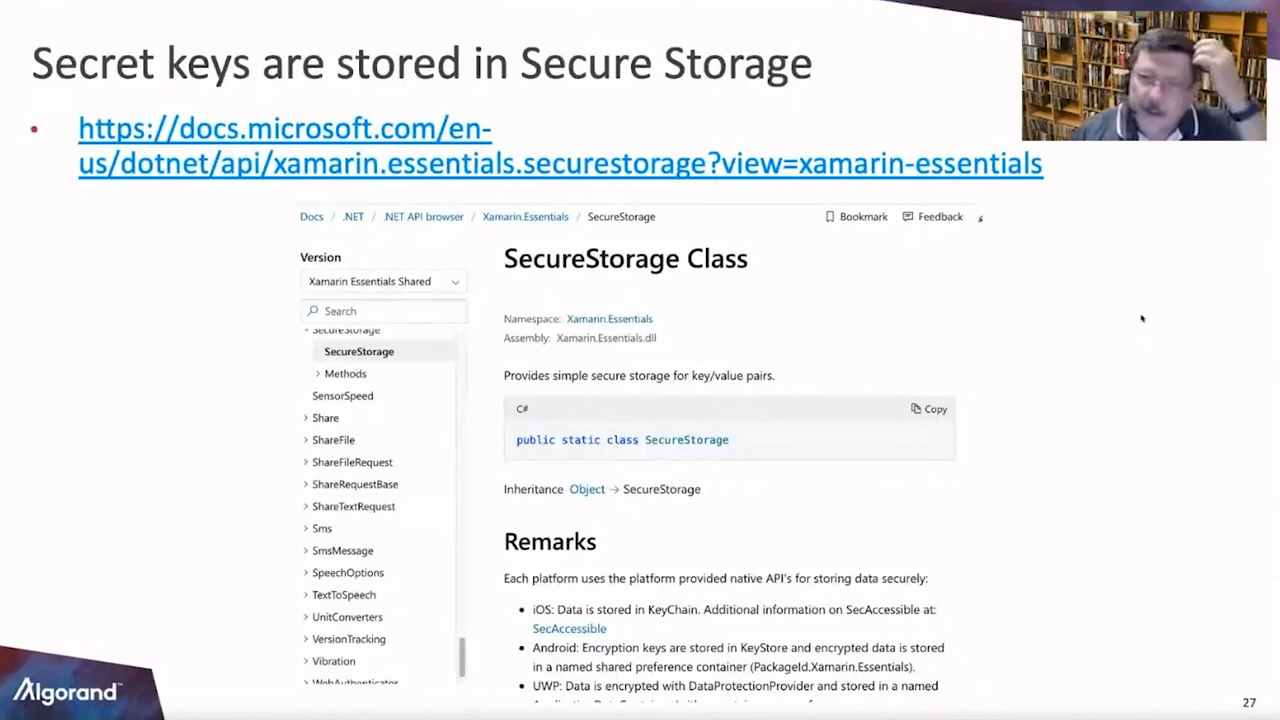 Secret keys are stored in Secure Storage
• https://docs.microsoft.com/en-
us/dotnet/api/xamarin.essentials.securestorage?view=xamarin-essentials
Docs / .NET / .NET API browser / Xamarin.Essentials / SecureStorage
Bookmark Feedback
Version
Xamarin Essentials Shared
Search
SecureStorage
SecureStorage
Methods
SensorSpeed
Share
ShareFile
ShareFileRequest
ShareRequestBase
ShareTextRequest
Sms
SmsMessage
SpeechOptions
TextToSpeech
UnitConverters
VersionTracking
Vibration
WebAuthenticator
SecureStorage Class
Namespace: Xamarin.Essentials
Assembly: Xamarin.Essentials.dll
Provides simple secure storage for key/value pairs.
C# Copy
public static class SecureStorage
Inheritance Object → SecureStorage
Remarks
Each platform uses the platform provided native API's for storing data securely:
• iOS: Data is stored in KeyChain. Additional information on SecAccessible at:
SecAccessible
• Android: Encryption keys are stored in KeyStore and encrypted data is stored
in a named shared preference container (PackageId.Xamarin.Essentials).
• UWP: Data is encrypted with DataProtectionProvider and stored in a named
Algorand™
27